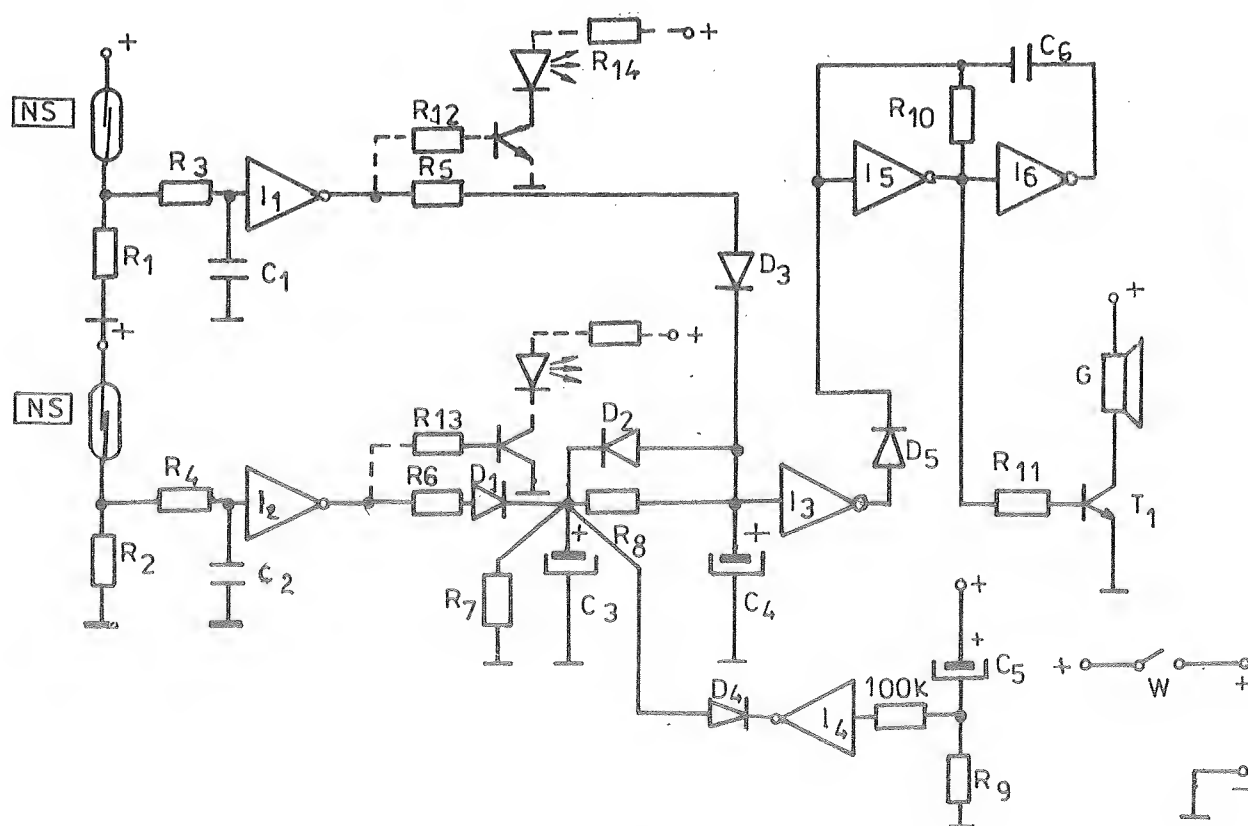 +
NS
R3
I1
R1
C1
R12
R5
R14
+
D3
C6
R10
I5
I6
+
NS
R4
I2
R2
C2
+
R13
R6
D1
D2
R8
I3
D5
+
G
R11
T1
R7
+
C3
+
C4
D4
I4
100K
+
+
C5
R9
+
W
+
−